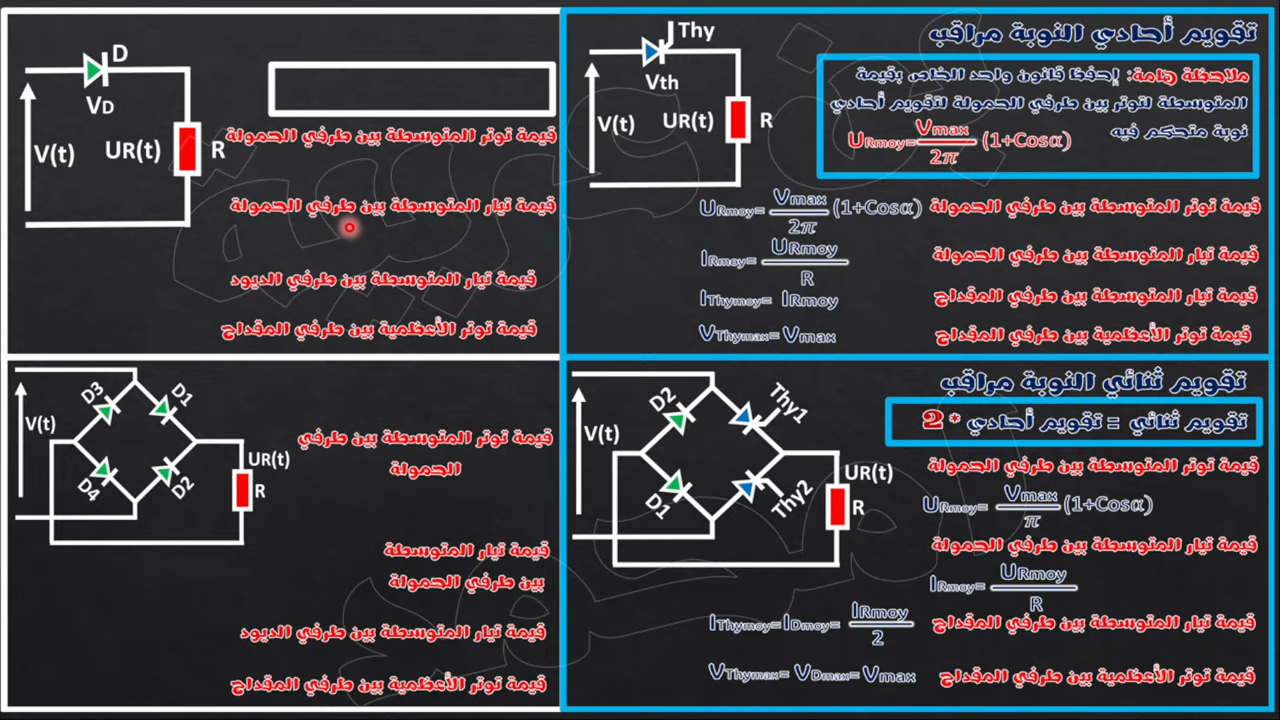 تقويم أحادي النوبة مراقب
ملاحظة هامة: إحفظ قانون واحد الخاص بقيمة
المتوسطة لتوتر بين طرفي الحمولة لتقويم أحادي
نوبة متحكم فيه
URmoy= Vmax/2π (1+Cosα)
Thy
Vth
V(t)
UR(t)
R
قيمة توتر المتوسطة بين طرفي الحمولة
URmoy= Vmax/2π (1+Cosα)
قيمة تيار المتوسطة بين طرفي الحمولة
IRmoy= URmoy/R
قيمة تيار المتوسطة بين طرفي المقداح
IThymoy= IRmoy
قيمة توتر الأعظمية بين طرفي المقداح
VThymax= Vmax
D
VD
V(t)
UR(t)
R
قيمة توتر المتوسطة بين طرفي الحمولة
قيمة تيار المتوسطة بين طرفي الحمولة
قيمة تيار المتوسطة بين طرفي الديود
قيمة توتر الأعظمية بين طرفي المقداح
تقويم ثنائي النوبة مراقب
تقويم ثنائي = تقويم أحادي * 2
D2
Thy1
V(t)
D1
Thy2
UR(t)
R
قيمة توتر المتوسطة بين طرفي الحمولة
URmoy= Vmax/π (1+Cosα)
قيمة تيار المتوسطة بين طرفي الحمولة
IRmoy= URmoy/R
قيمة تيار المتوسطة بين طرفي المقداح
IThymoy= IDmoy= IRmoy/2
قيمة توتر الأعظمية بين طرفي المقداح
VThymax= VDmax= Vmax
D3
D1
V(t)
D4
D2
UR(t)
R
قيمة توتر المتوسطة بين طرفي
الحمولة
قيمة تيار المتوسطة
بين طرفي الحمولة
قيمة تيار المتوسطة بين طرفي الديود
قيمة توتر الأعظمية بين طرفي المقداح